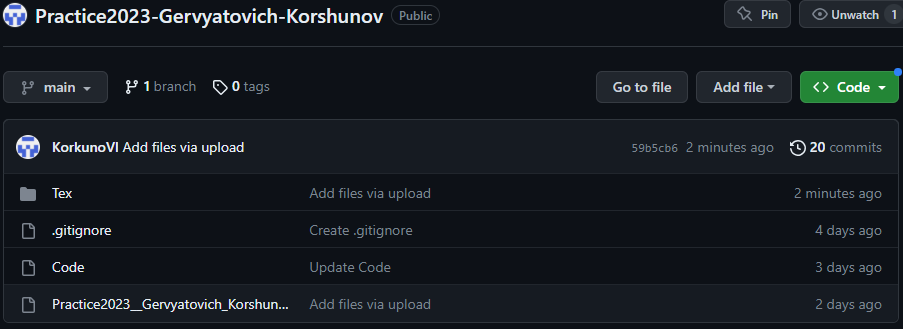 Practice2023-Gervyatovich-Korshunov Public Pin Unwatch 1
main 1 branch 0 tags Go to file Add file Code
KorkunoVI Add files via upload 59b5cb6 2 minutes ago 20 commits
Tex Add files via upload 2 minutes ago
.gitignore Create .gitignore 4 days ago
Code Update Code 3 days ago
Practice2023__Gervyatovich_Korshun... Add files via upload 2 days ago